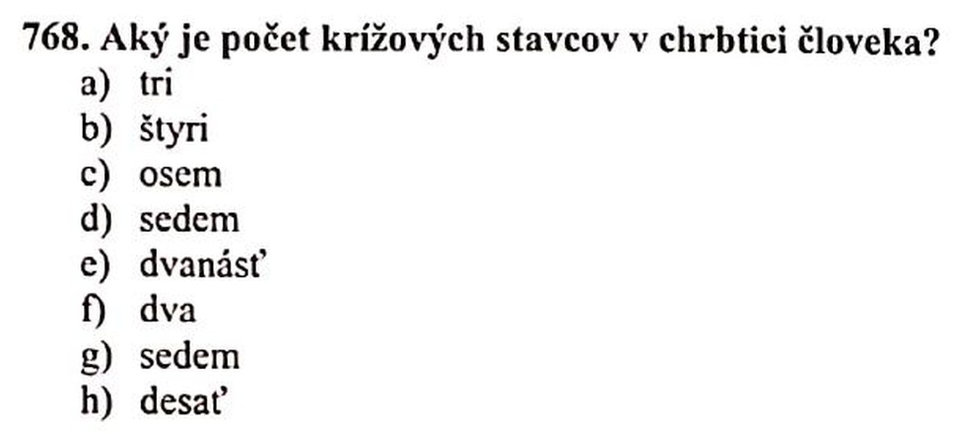 768. Aký je počet krížových stavcov v chrbtici človeka?
a) tri
b) štyri
c) osem
d) sedem
e) dvanásť
f) dva
g) sedem
h) desať